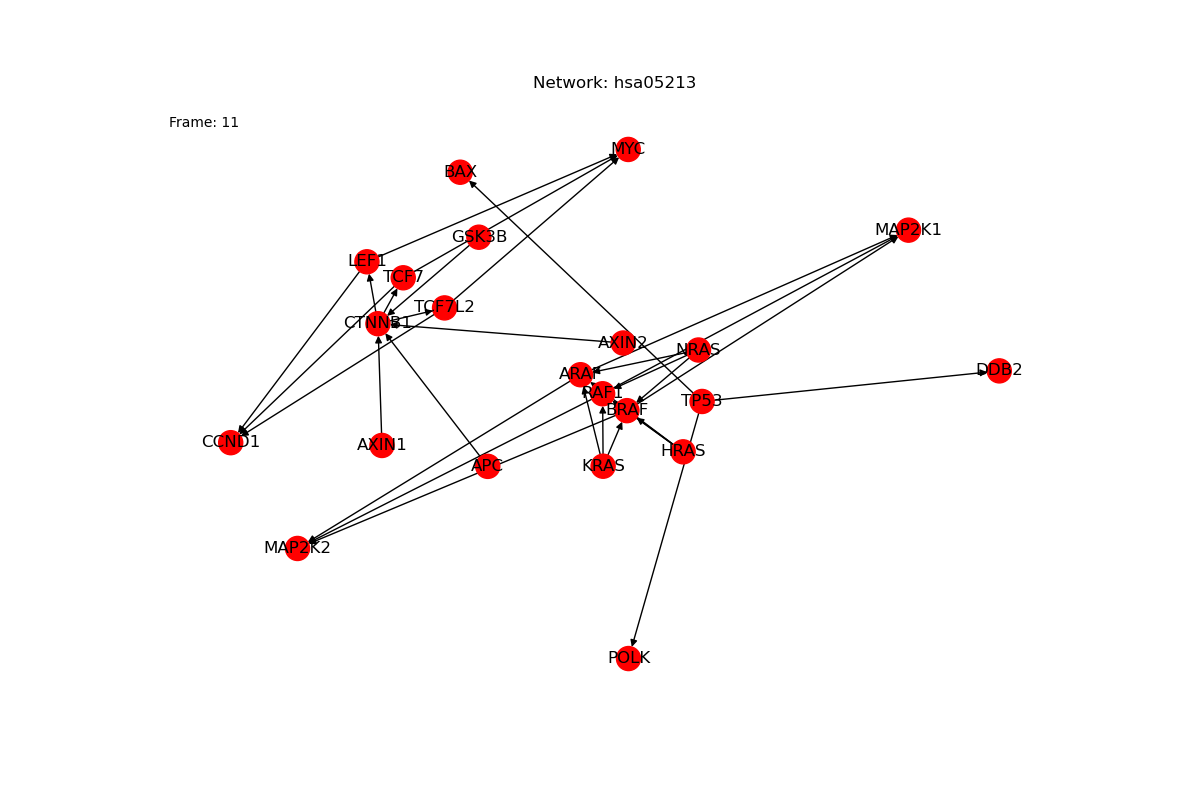 Network: hsa05213
Frame: 11
MYC
BAX
MAP2K1
GSK3B
LEF1
TCF7
TCF7L2
CTNNB1
AXIN2
NRAS
DDB2
ARAF
RAF1
TP53
BRAF
CCND1
AXIN1
HRAS
APC
KRAS
MAP2K2
POLK